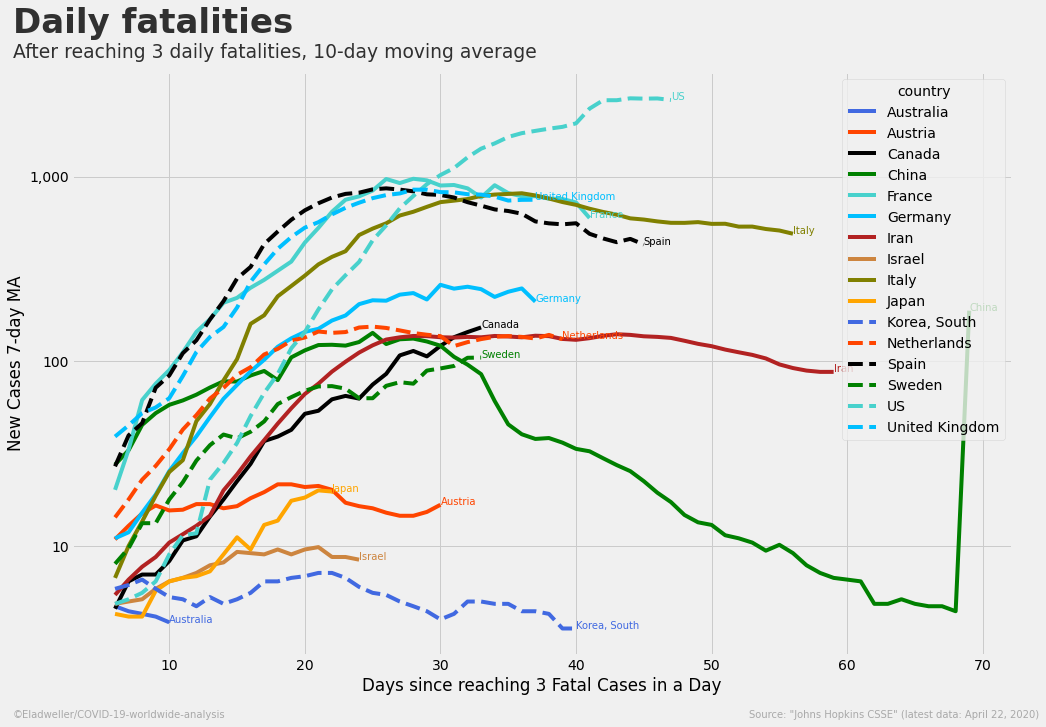 Daily fatalities
After reaching 3 daily fatalities, 10-day moving average
New Cases 7-day MA
1,000
100
10
10
20
30
40
50
60
70
Days since reaching 3 Fatal Cases in a Day
US
United Kingdom
France
Spain
Italy
Germany
China
Canada
Netherlands
Sweden
Iran
Japan
Austria
Israel
Australia
Korea, South
country
Australia
Austria
Canada
China
France
Germany
Iran
Israel
Italy
Japan
Korea, South
Netherlands
Spain
Sweden
US
United Kingdom
©Eladweller/COVID-19-worldwide-analysis
Source: "Johns Hopkins CSSE" (latest data: April 22, 2020)